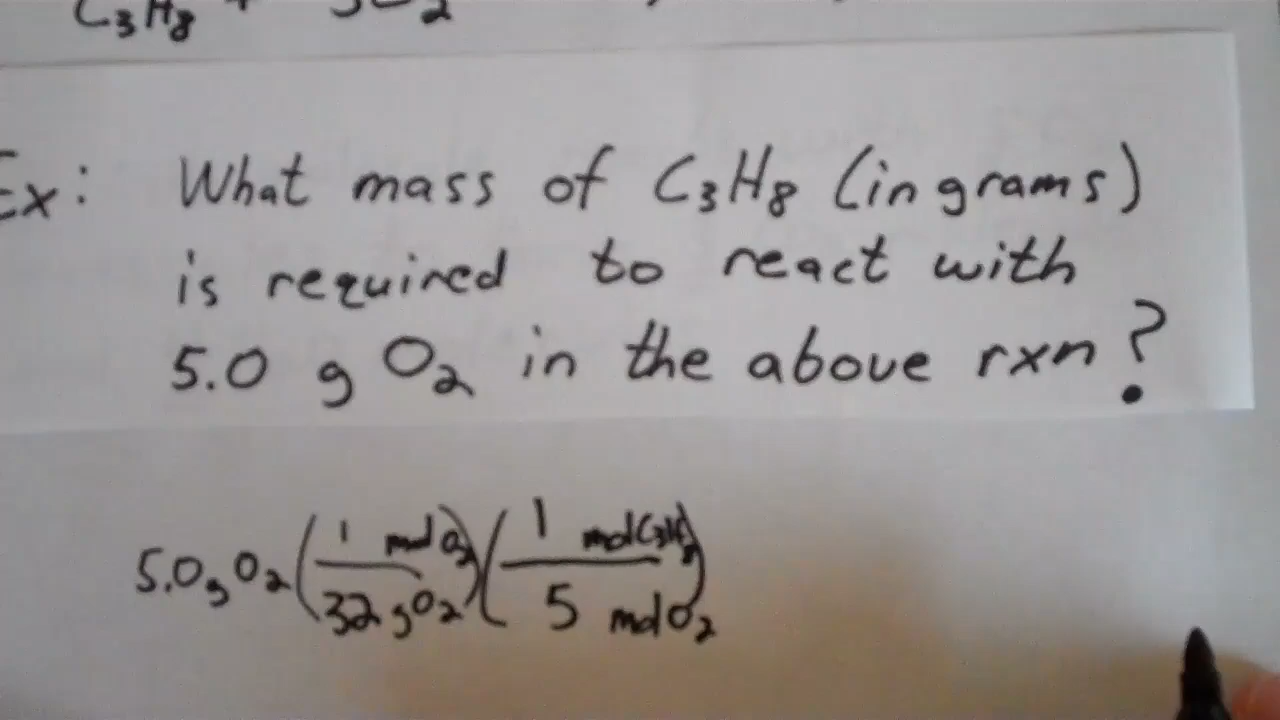 C₃H₈ +
Ex: What mass of C₃H₈ (in grams)
is required to react with
5.0 g O₂ in the above rxn?
5.0 g O₂ (1 mol O₂ / 32 g O₂) (1 mol C₃H₈ / 5 mol O₂)